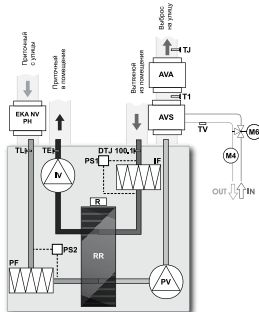 Приточный
с улицы
Приточный
в помещение
Вытяжной
из помещения
Выброс
на улицу
TJ
AVA
T1
EKA NV
PH
AVS
TV
M6
M4
TL
TE
DTJ 100.1
PS1
IF
OUT
IN
IV
R
PS2
RR
PF
PV